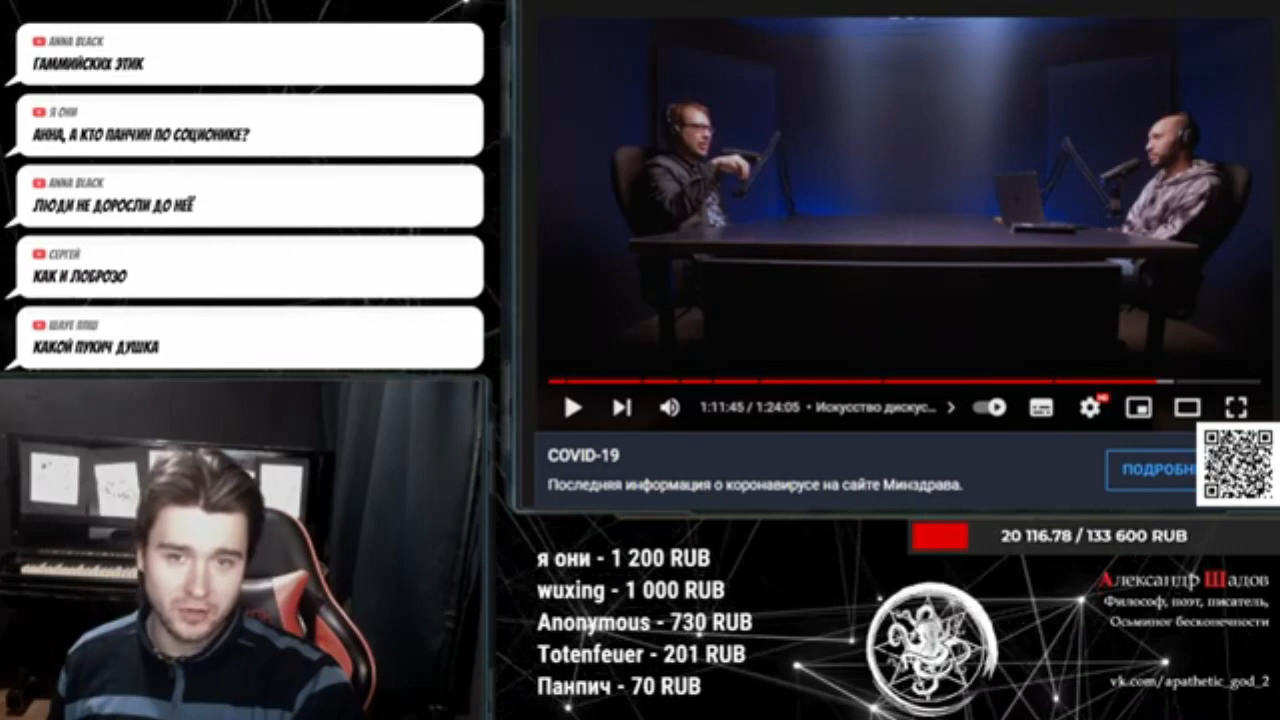 ANNA BLACK
ГАММИЙСКИХ ЭТИК
Я ОНИ
АННА, А КТО ПАНЧИН ПО СОЦИОНИКЕ?
ANNA BLACK
ЛЮДИ НЕ ДОРОСЛИ ДО НЕЁ
СЕРГЕЙ
КАК И ЛОБРОЗО
ШАУЕ ППШ
КАКОЙ ПУКИЧ ДУШКА
1:11:45 / 1:24:05 • Искусство дискус...
COVID-19
Последняя информация о коронавирусе на сайте Минздрава.
ПОДРОБН
20 116.78 / 133 600 RUB
я они - 1 200 RUB
wuxing - 1 000 RUB
Anonymous - 730 RUB
Totenfeuer - 201 RUB
Панпич - 70 RUB
Александр Шадов
Философ, поэт, писатель,
Осьминог бесконечности
vk.com/apathetic_god_2